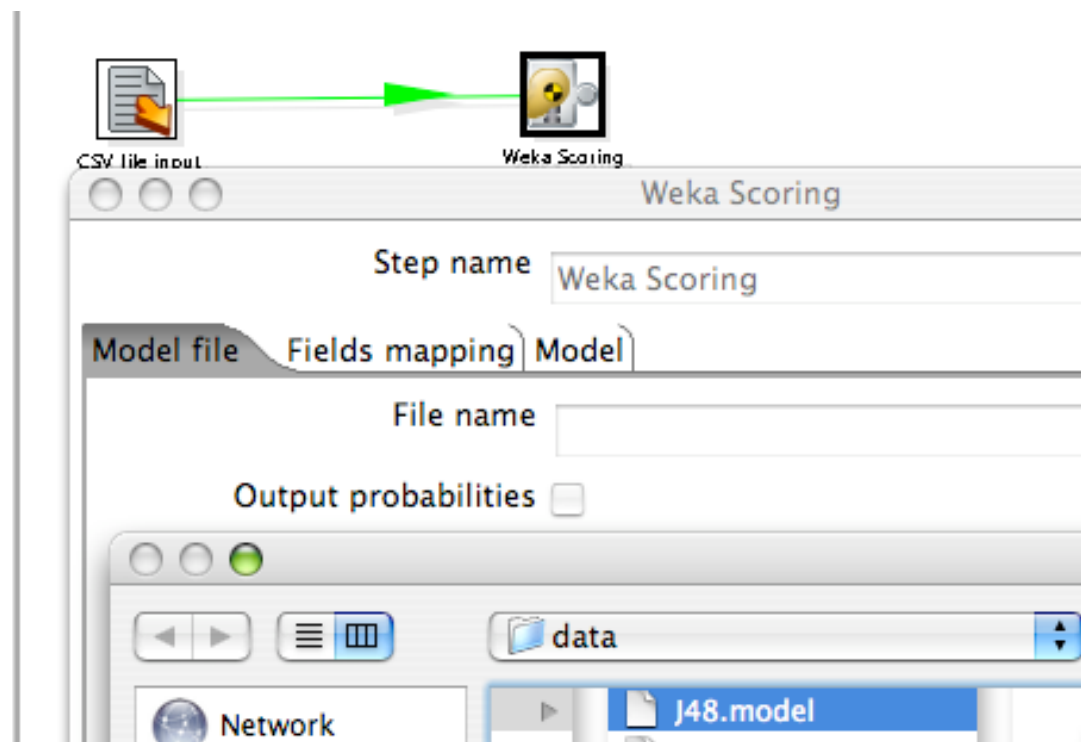 CSV file input
Weka Scoring
Weka Scoring
Step name
Weka Scoring
Model file
Fields mapping
Model
File name
Output probabilities
data
Network
J48.model